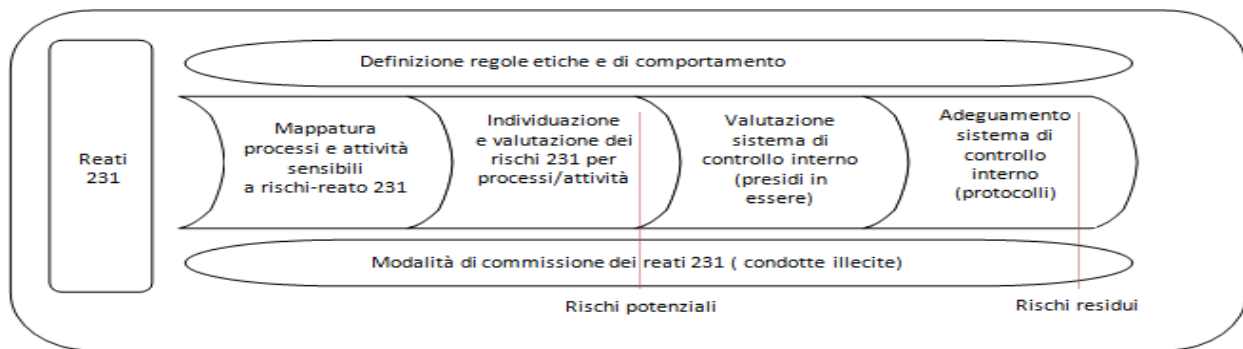 Definizione regole etiche e di comportamento
Reati
231
Mappatura
processi e attività
sensibili
a rischi-reato 231
Individuazione
e valutazione dei
rischi 231 per
processi/attività
Valutazione
sistema di
controllo interno
(presidi in
essere)
Adeguamento
sistema di
controllo
interno
(protocolli)
Modalità di commissione dei reati 231 ( condotte illecite)
Rischi potenziali
Rischi residui